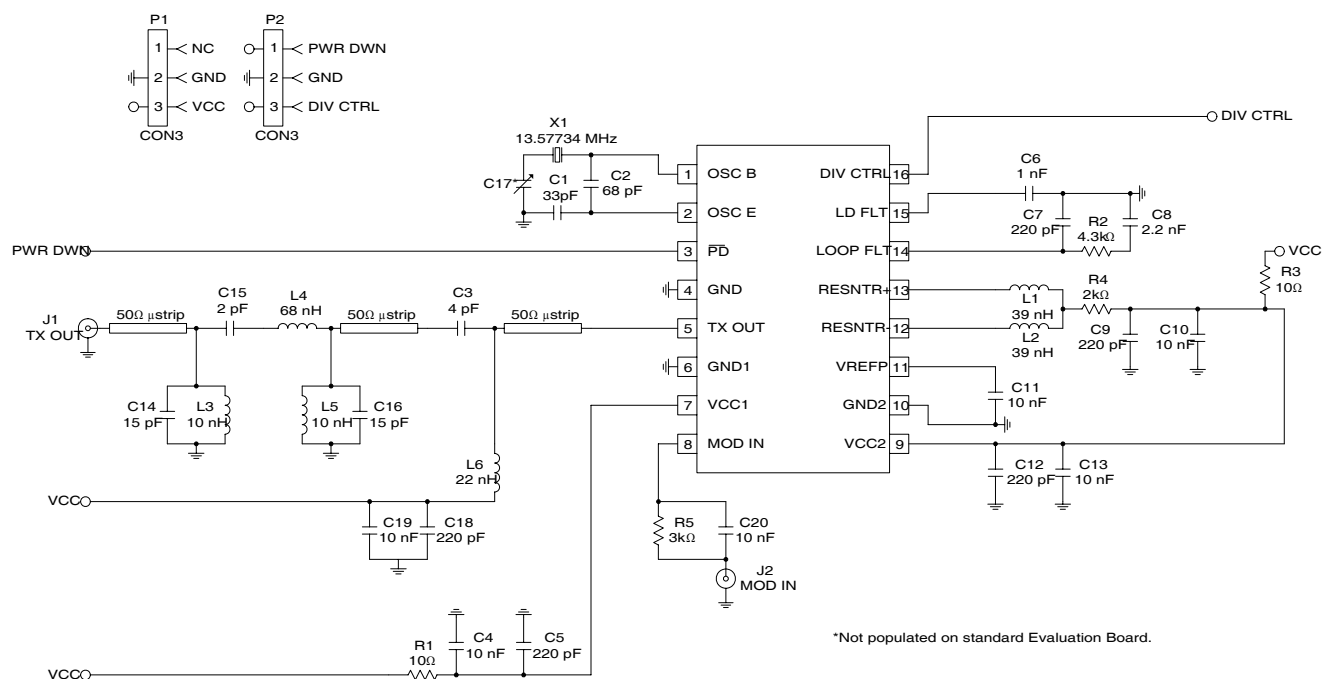 P1
P2
1 NC
2 GND
3 VCC
CON3
1 PWR DWN
2 GND
3 DIV CTRL
CON3
X1
13.57734 MHz
C17*
C1
33pF
C2
68 pF
1 OSC B
2 OSC E
3 PD
4 GND
5 TX OUT
6 GND1
7 VCC1
8 MOD IN
DIV CTRL 16
LD FLT 15
LOOP FLT 14
RESNTR+ 13
RESNTR- 12
VREFP 11
GND2 10
VCC2 9
DIV CTRL
C6
1 nF
C7
220 pF
R2
4.3kΩ
C8
2.2 nF
VCC
R3
10Ω
L1
39 nH
L2
39 nH
R4
2kΩ
C9
220 pF
C10
10 nF
C11
10 nF
C12
220 pF
C13
10 nF
PWR DWN
J1
TX OUT
50Ω µstrip
C15
2 pF
L4
68 nH
50Ω µstrip
C3
4 pF
50Ω µstrip
C14
15 pF
L3
10 nH
L5
10 nH
C16
15 pF
L6
22 nH
VCC
C19
10 nF
C18
220 pF
R5
3kΩ
C20
10 nF
J2
MOD IN
VCC
R1
10Ω
C4
10 nF
C5
220 pF
*Not populated on standard Evaluation Board.